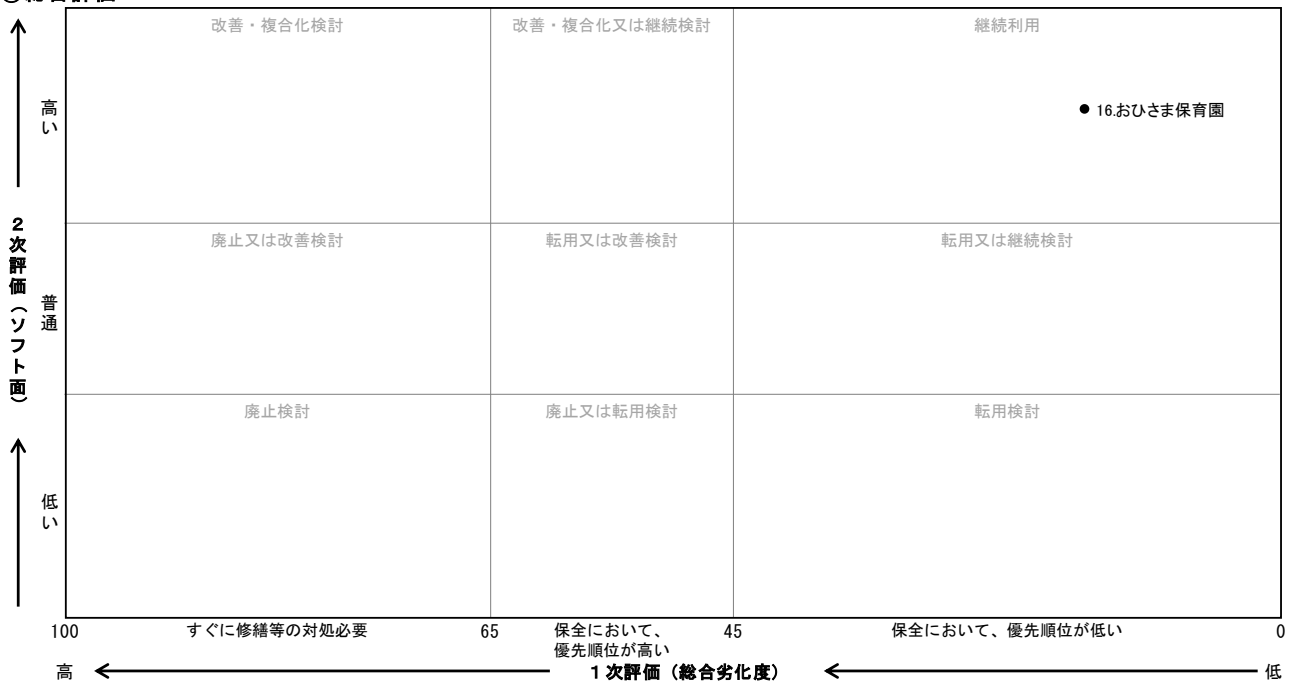 改善・複合化検討
改善・複合化又は継続検討
継続利用
高い
16.おひさま保育園
2次評価（ソフト面）
廃止又は改善検討
転用又は改善検討
転用又は継続検討
普通
廃止検討
廃止又は転用検討
転用検討
低い
100
すぐに修繕等の対処必要
65
保全において、
優先順位が高い
45
保全において、優先順位が低い
0
高
１次評価（総合劣化度）
低